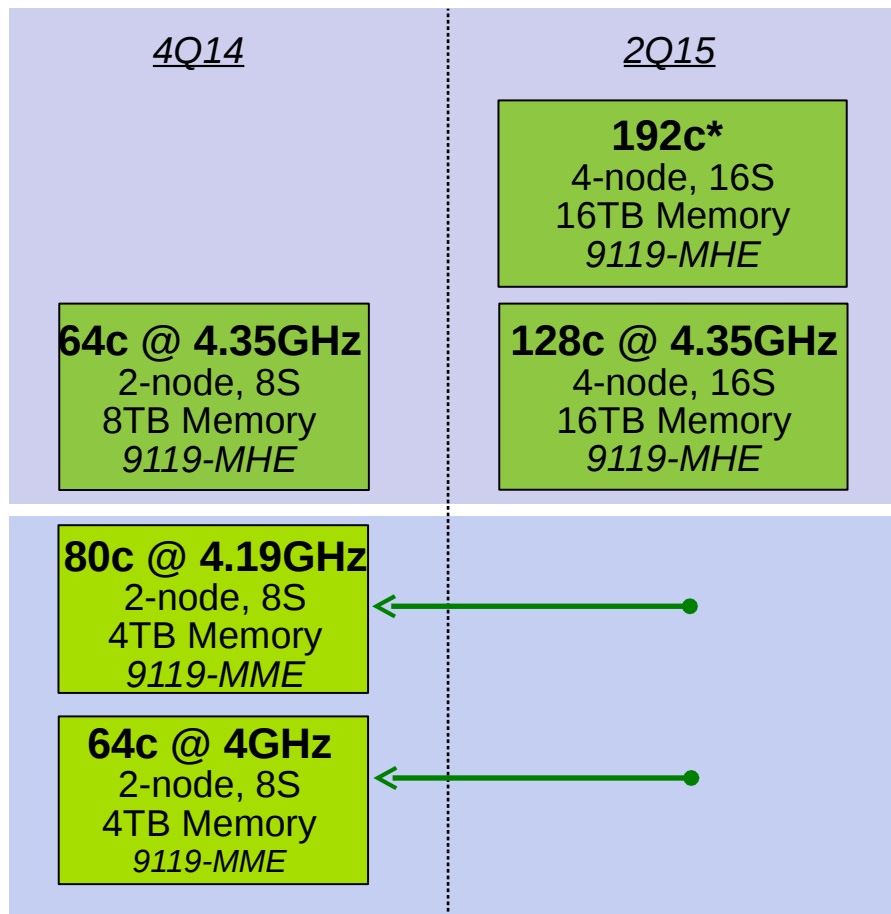 4Q14
2Q15
192c*
4-node, 16S
16TB Memory
9119-MHE
64c @ 4.35GHz
2-node, 8S
8TB Memory
9119-MHE
128c @ 4.35GHz
4-node, 16S
16TB Memory
9119-MHE
80c @ 4.19GHz
2-node, 8S
4TB Memory
9119-MME
64c @ 4GHz
2-node, 8S
4TB Memory
9119-MME